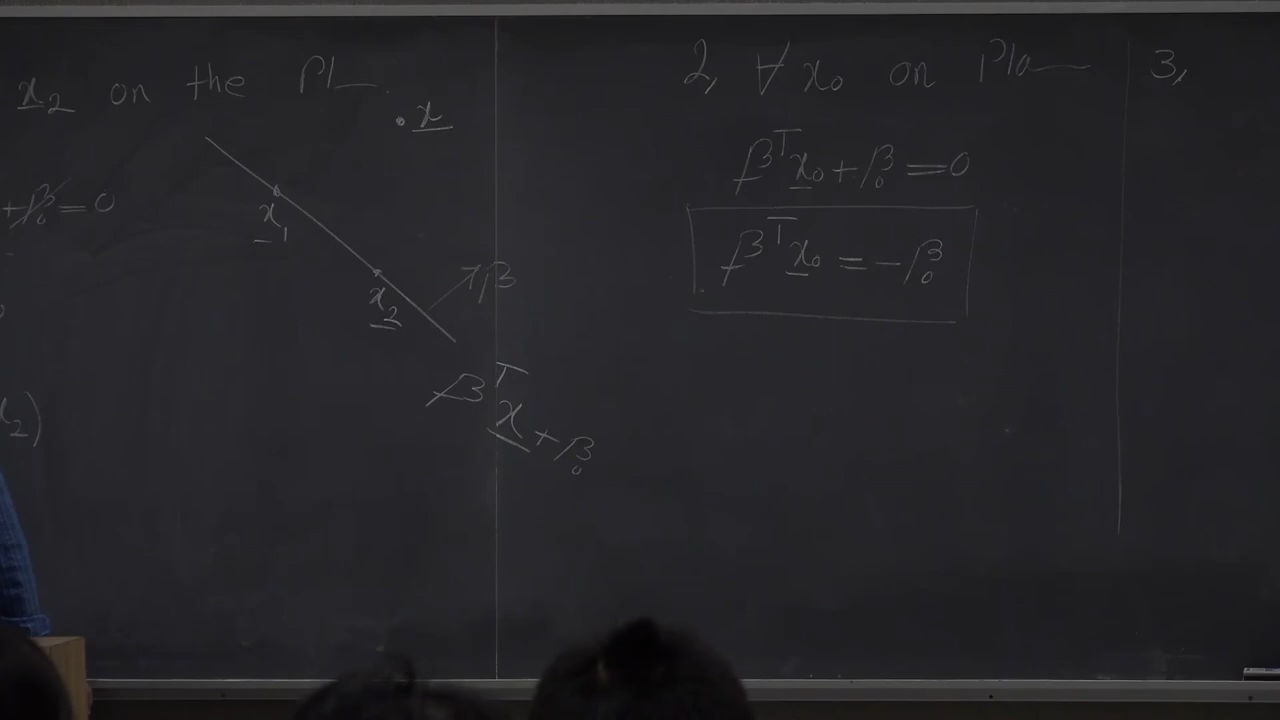 x₂ on the Pl
. x
+β₀=0
x₁
x₂
β
x₂)
βᵀx+β₀
2, ∀ x₀ on Pla
βᵀx₀+β₀=0
βᵀx₀=-β₀
3,